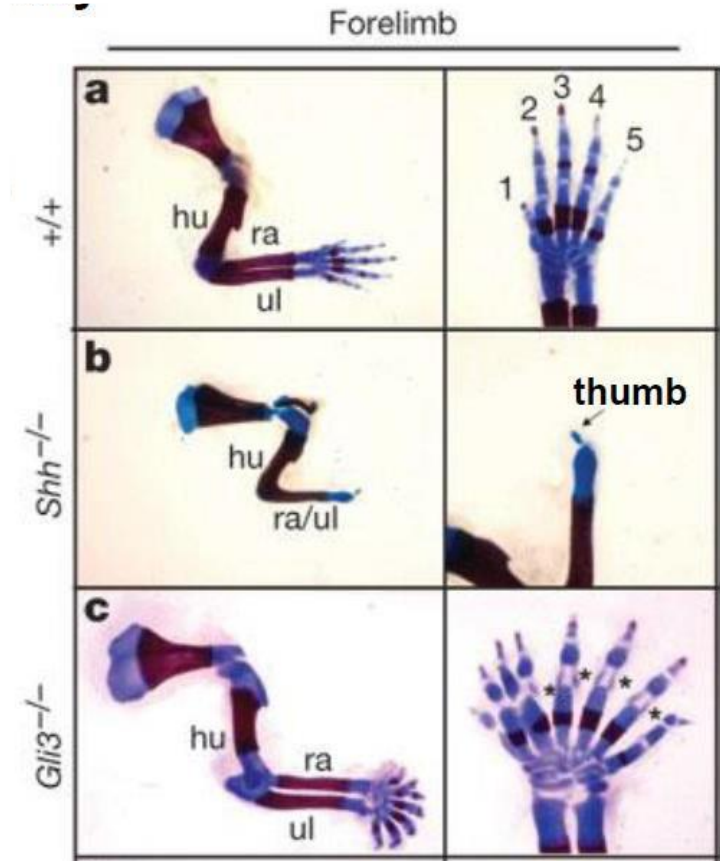 Forelimb
a
+/+
hu
ra
ul
1
2
3
4
5
b
Shh−/−
hu
ra/ul
thumb
c
Gli3−/−
hu
ra
ul
*
*
*
*